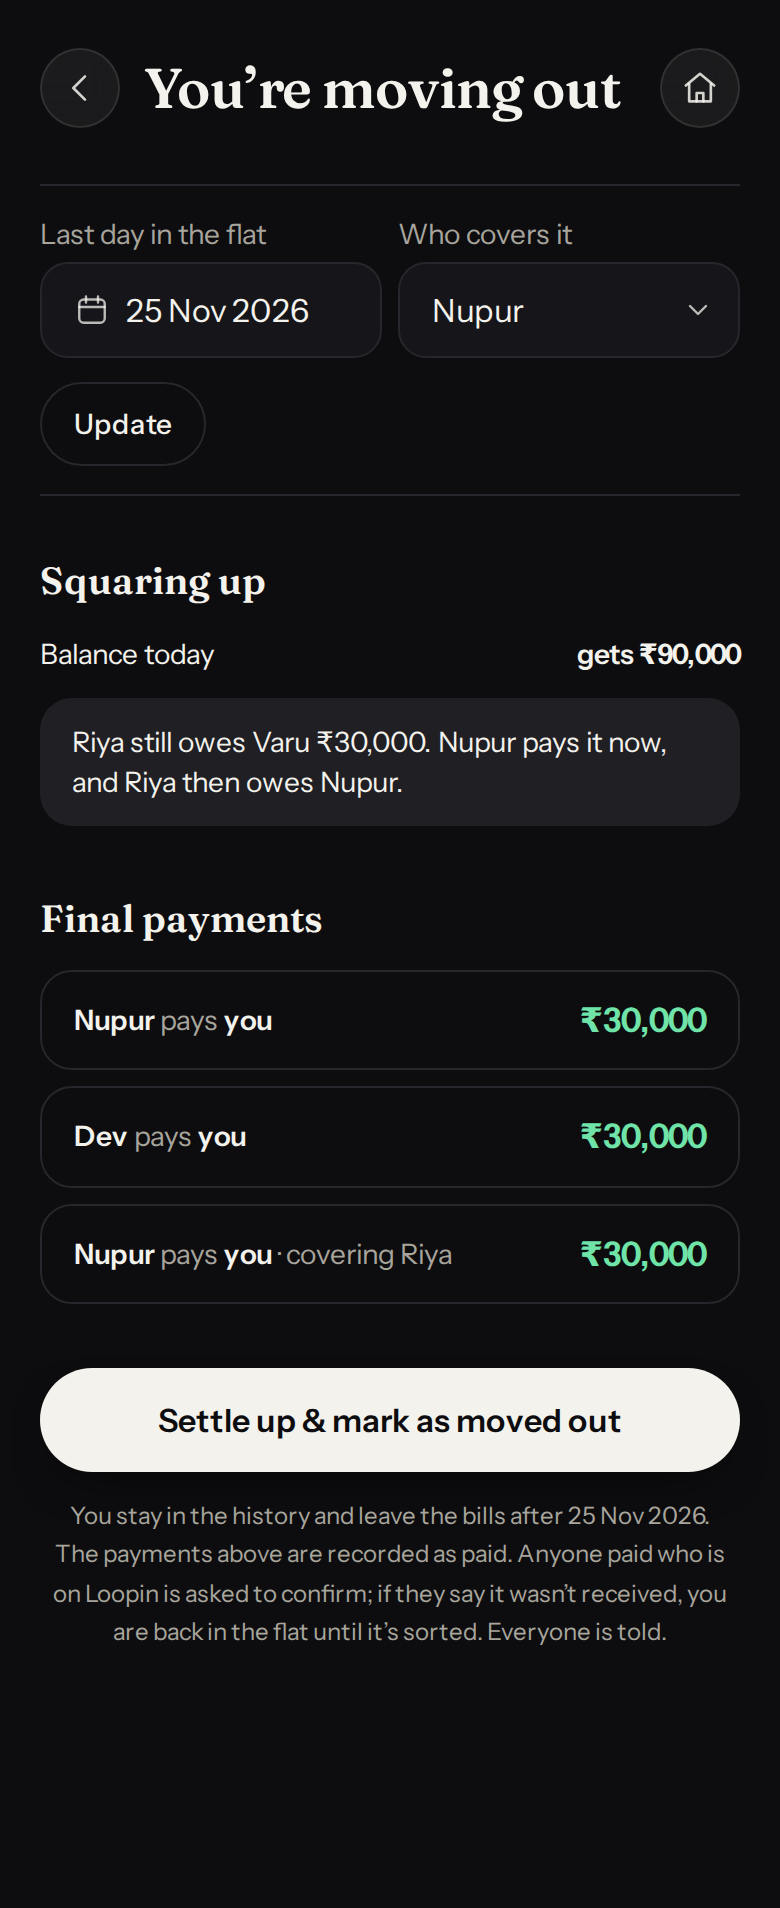 You’re moving out
Last day in the flat
Who covers it
25 Nov 2026
Nupur
Update
Squaring up
Balance today
gets ₹90,000
Riya still owes Varu ₹30,000. Nupur pays it now,
and Riya then owes Nupur.
Final payments
Nupur pays you
₹30,000
Dev pays you
₹30,000
Nupur pays you · covering Riya
₹30,000
Settle up & mark as moved out
You stay in the history and leave the bills after 25 Nov 2026.
The payments above are recorded as paid. Anyone paid who is
on Loopin is asked to confirm; if they say it wasn’t received, you
are back in the flat until it’s sorted. Everyone is told.